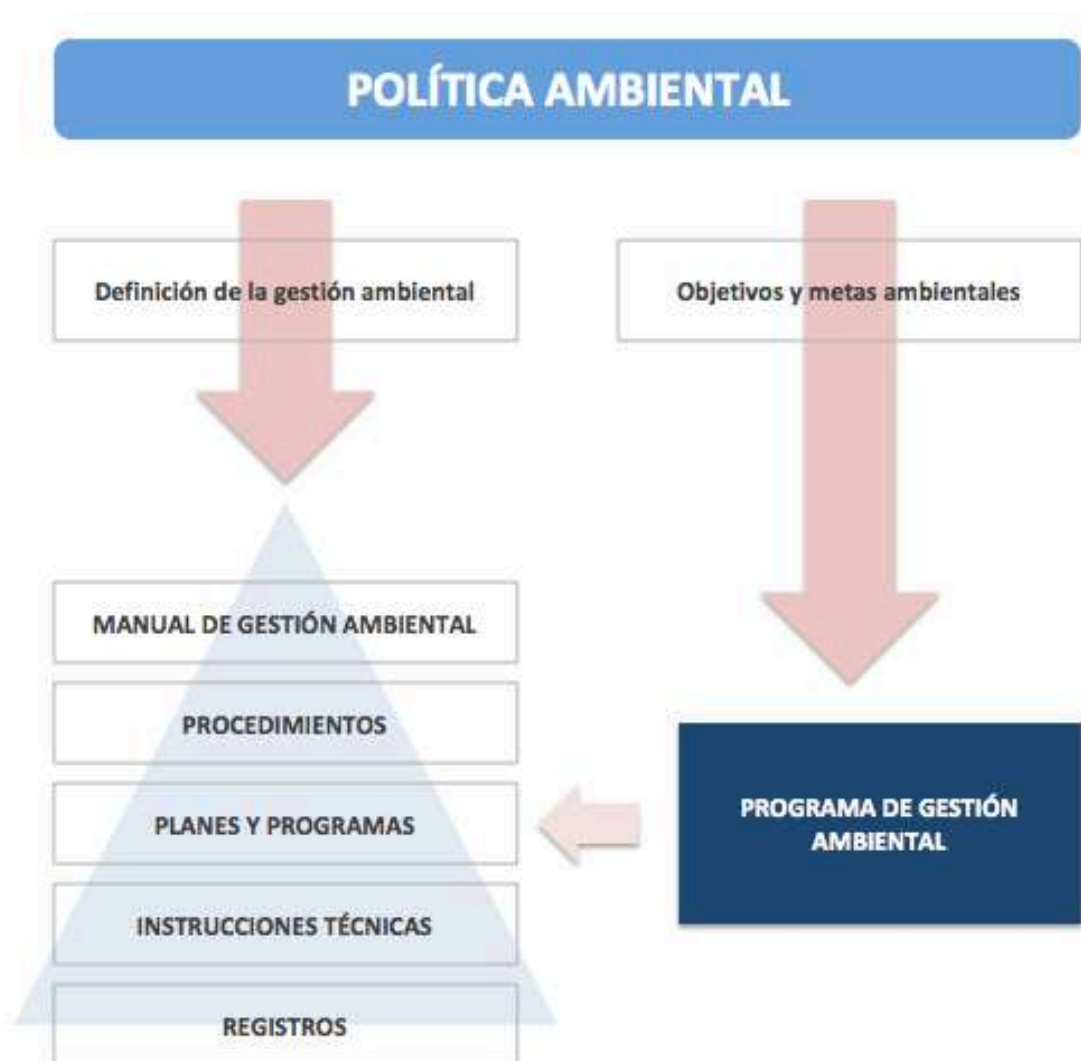 POLÍTICA AMBIENTAL
Definición de la gestión ambiental
Objetivos y metas ambientales
MANUAL DE GESTIÓN AMBIENTAL
PROCEDIMIENTOS
PLANES Y PROGRAMAS
PROGRAMA DE GESTIÓN
AMBIENTAL
INSTRUCCIONES TÉCNICAS
REGISTROS